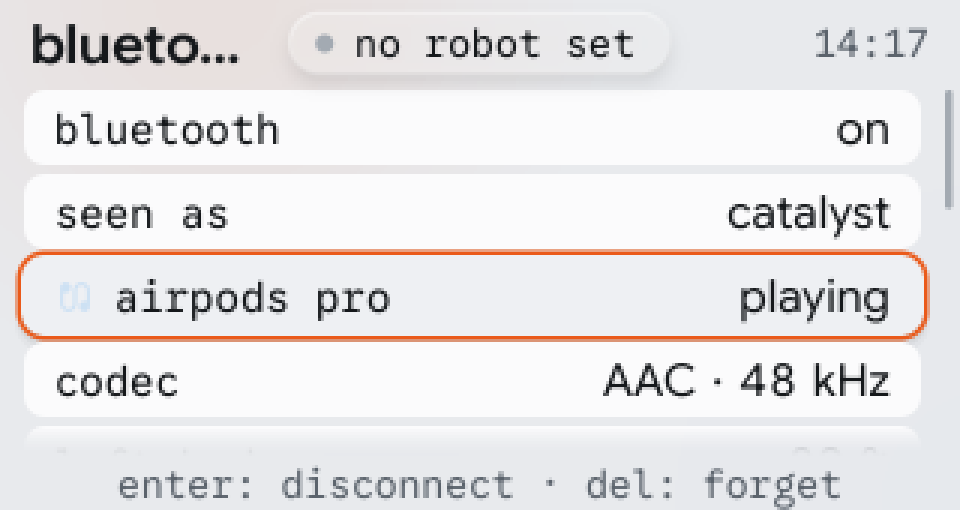 blueto... no robot set 14:17
bluetooth on
seen as catalyst
airpods pro playing
codec AAC · 48 kHz
enter: disconnect · del: forget